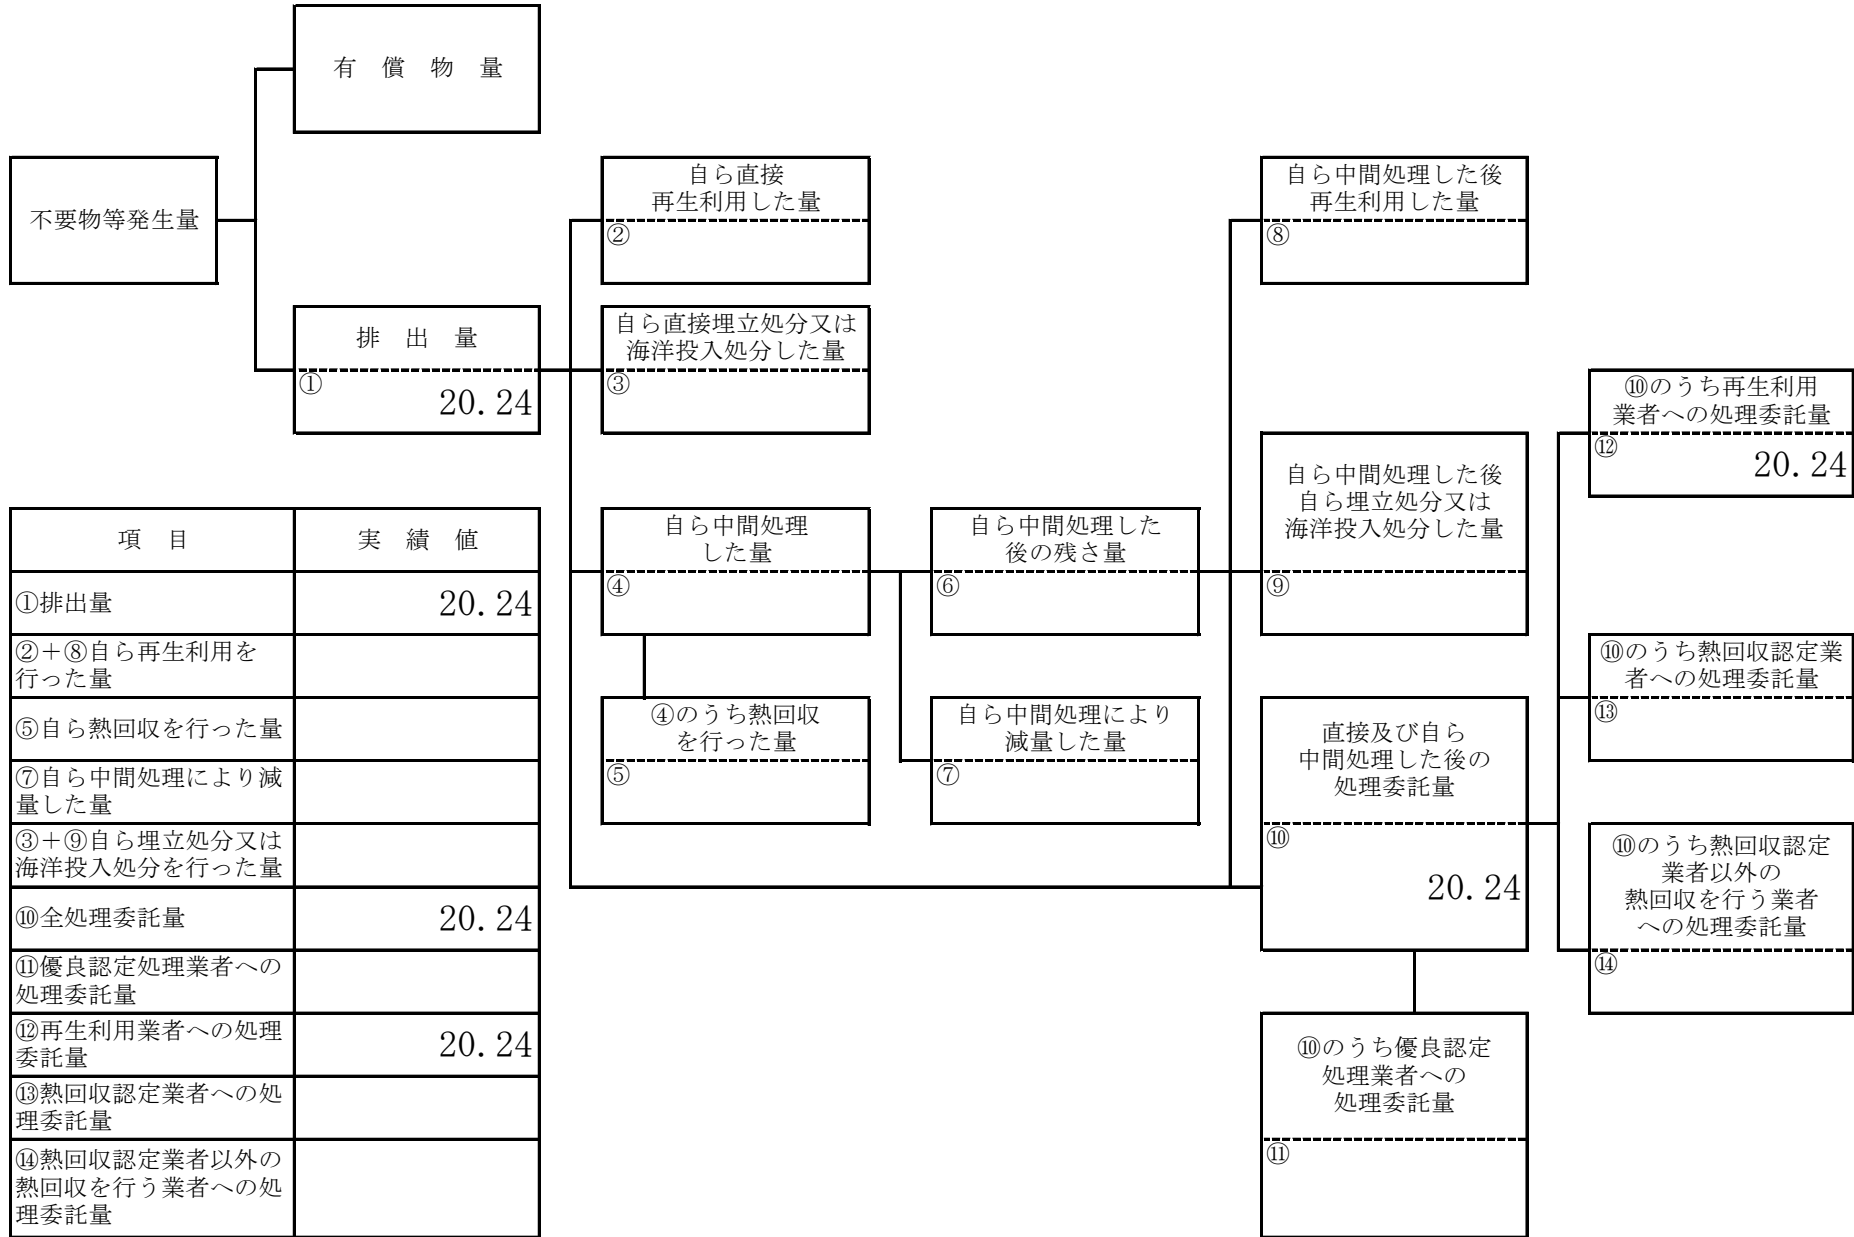 有 償 物 量
不要物等発生量
排 出 量
①
20.24
自ら直接
再生利用した量
②
自ら直接埋立処分又は
海洋投入処分した量
③
自ら中間処理
した量
④
④のうち熱回収
を行った量
⑤
自ら中間処理した
後の残さ量
⑥
自ら中間処理により
減量した量
⑦
自ら中間処理した後
再生利用した量
⑧
自ら中間処理した後
自ら埋立処分又は
海洋投入処分した量
⑨
直接及び自ら
中間処理した後の
処理委託量
⑩
20.24
⑩のうち優良認定
処理業者への
処理委託量
⑪
⑩のうち再生利用
業者への処理委託量
⑫
20.24
⑩のうち熱回収認定業
者への処理委託量
⑬
⑩のうち熱回収認定
業者以外の
熱回収を行う業者
への処理委託量
⑭
項 目 実 績 値
①排出量 20.24
②+⑧自ら再生利用を
行った量
⑤自ら熱回収を行った量
⑦自ら中間処理により減
量した量
③+⑨自ら埋立処分又は
海洋投入処分を行った量
⑩全処理委託量 20.24
⑪優良認定処理業者への
処理委託量
⑫再生利用業者への処理
委託量 20.24
⑬熱回収認定業者への処
理委託量
⑭熱回収認定業者以外の
熱回収を行う業者への処
理委託量